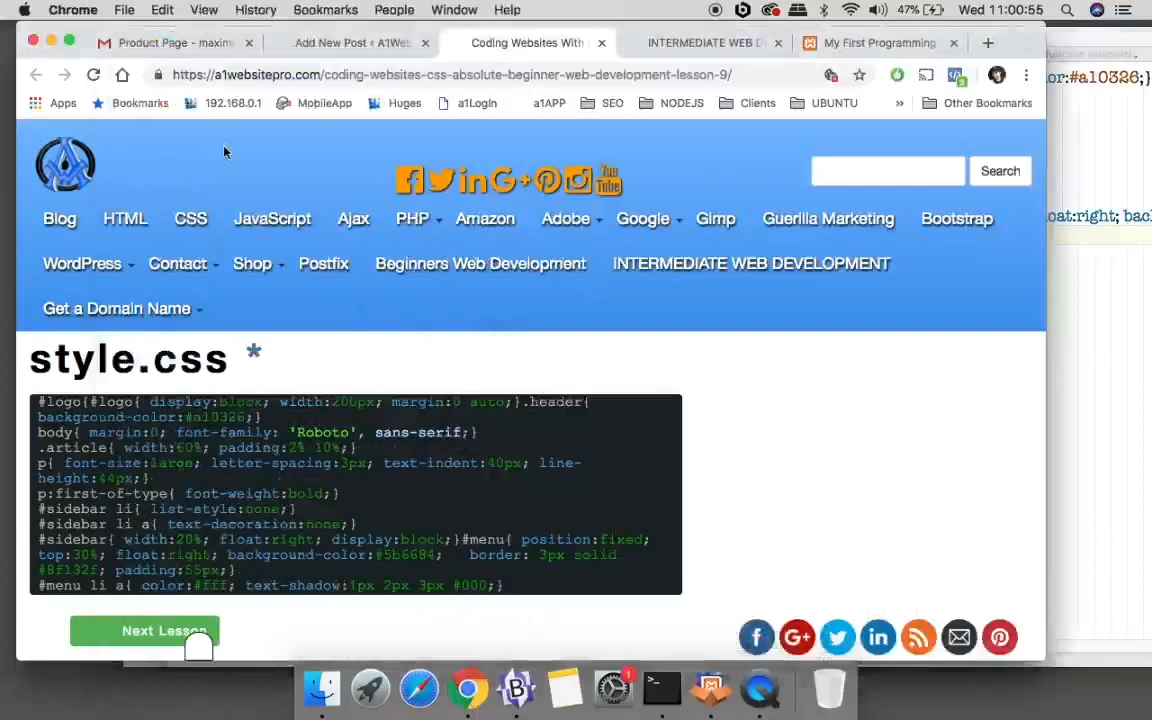 Chrome File Edit View History Bookmarks People Window Help 47% Wed 11:00:55
Product Page - maxim Add New Post < A1Web Coding Websites With INTERMEDIATE WEB D My First Programming
https://a1websitepro.com/coding-websites-css-absolute-beginner-web-development-lesson-9/
or:#a10326;}
Apps Bookmarks 192.168.0.1 MobileApp Huges a1Login a1APP SEO NODEJS Clients UBUNTU » Other Bookmarks
Search
Blog HTML CSS JavaScript Ajax PHP Amazon Adobe Google Gimp Guerilla Marketing Bootstrap
oat:right; bac
WordPress Contact Shop Postfix Beginners Web Development INTERMEDIATE WEB DEVELOPMENT
Get a Domain Name
style.css *
#logo{#logo{ display:block; width:200px; margin:0 auto;}.header{
background-color:#a10326;}
body{ margin:0; font-family: 'Roboto', sans-serif;}
.article{ width:60%; padding:2% 10%;}
p{ font-size:large; letter-spacing:3px; text-indent:40px; line-
height:44px;}
p:first-of-type{ font-weight:bold;}
#sidebar li{ list-style:none;}
#sidebar li a{ text-decoration:none;}
#sidebar{ width:20%; float:right; display:block;}#menu{ position:fixed;
top:30%; float:right; background-color:#5b6684; border: 3px solid
#8f132f; padding:55px;}
#menu li a{ color:#fff; text-shadow:1px 2px 3px #000;}
Next Lesson